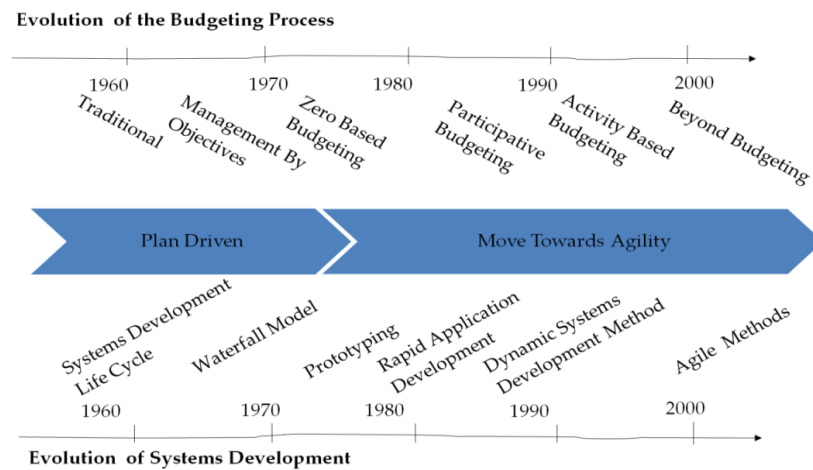 Evolution of the Budgeting Process
1960
1970
1980
1990
2000
Traditional
Management By
Objectives
Zero Based
Budgeting
Participative
Budgeting
Activity Based
Budgeting
Beyond Budgeting
Plan Driven
Move Towards Agility
Systems Development
Life Cycle
Waterfall Model
Prototyping
Rapid Application
Development
Dynamic Systems
Development Method
Agile Methods
1960
1970
1980
1990
2000
Evolution of Systems Development